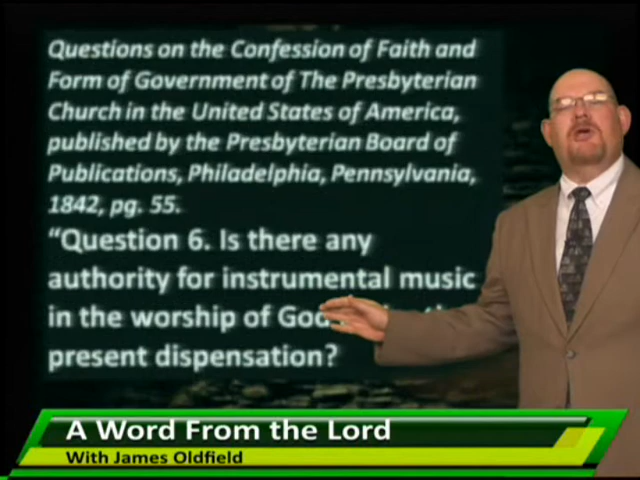 Questions on the Confession of Faith and
Form of Government of The Presbyterian
Church in the United States of America,
published by the Presbyterian Board of
Publications, Philadelphia, Pennsylvania,
1842, pg. 55.
“Question 6. Is there any
authority for instrumental music
in the worship of God
present dispensation?
A Word From the Lord
With James Oldfield